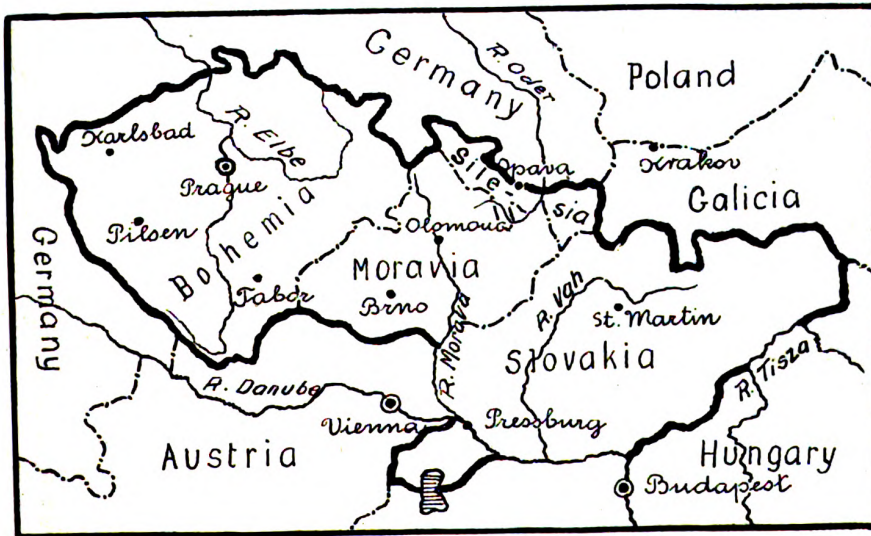 Germany
R. Oder
Poland
Karlsbad
R. Elbe
Prague
Silesia
Opava
Krakov
Galicia
Germany
Pilsen
Bohemia
Olomouc
Moravia
Tabor
Brno
R. Morava
R. Vah
St. Martin
Slovakia
R. Tisza
R. Danube
Vienna
Pressburg
Austria
Hungary
Budapest